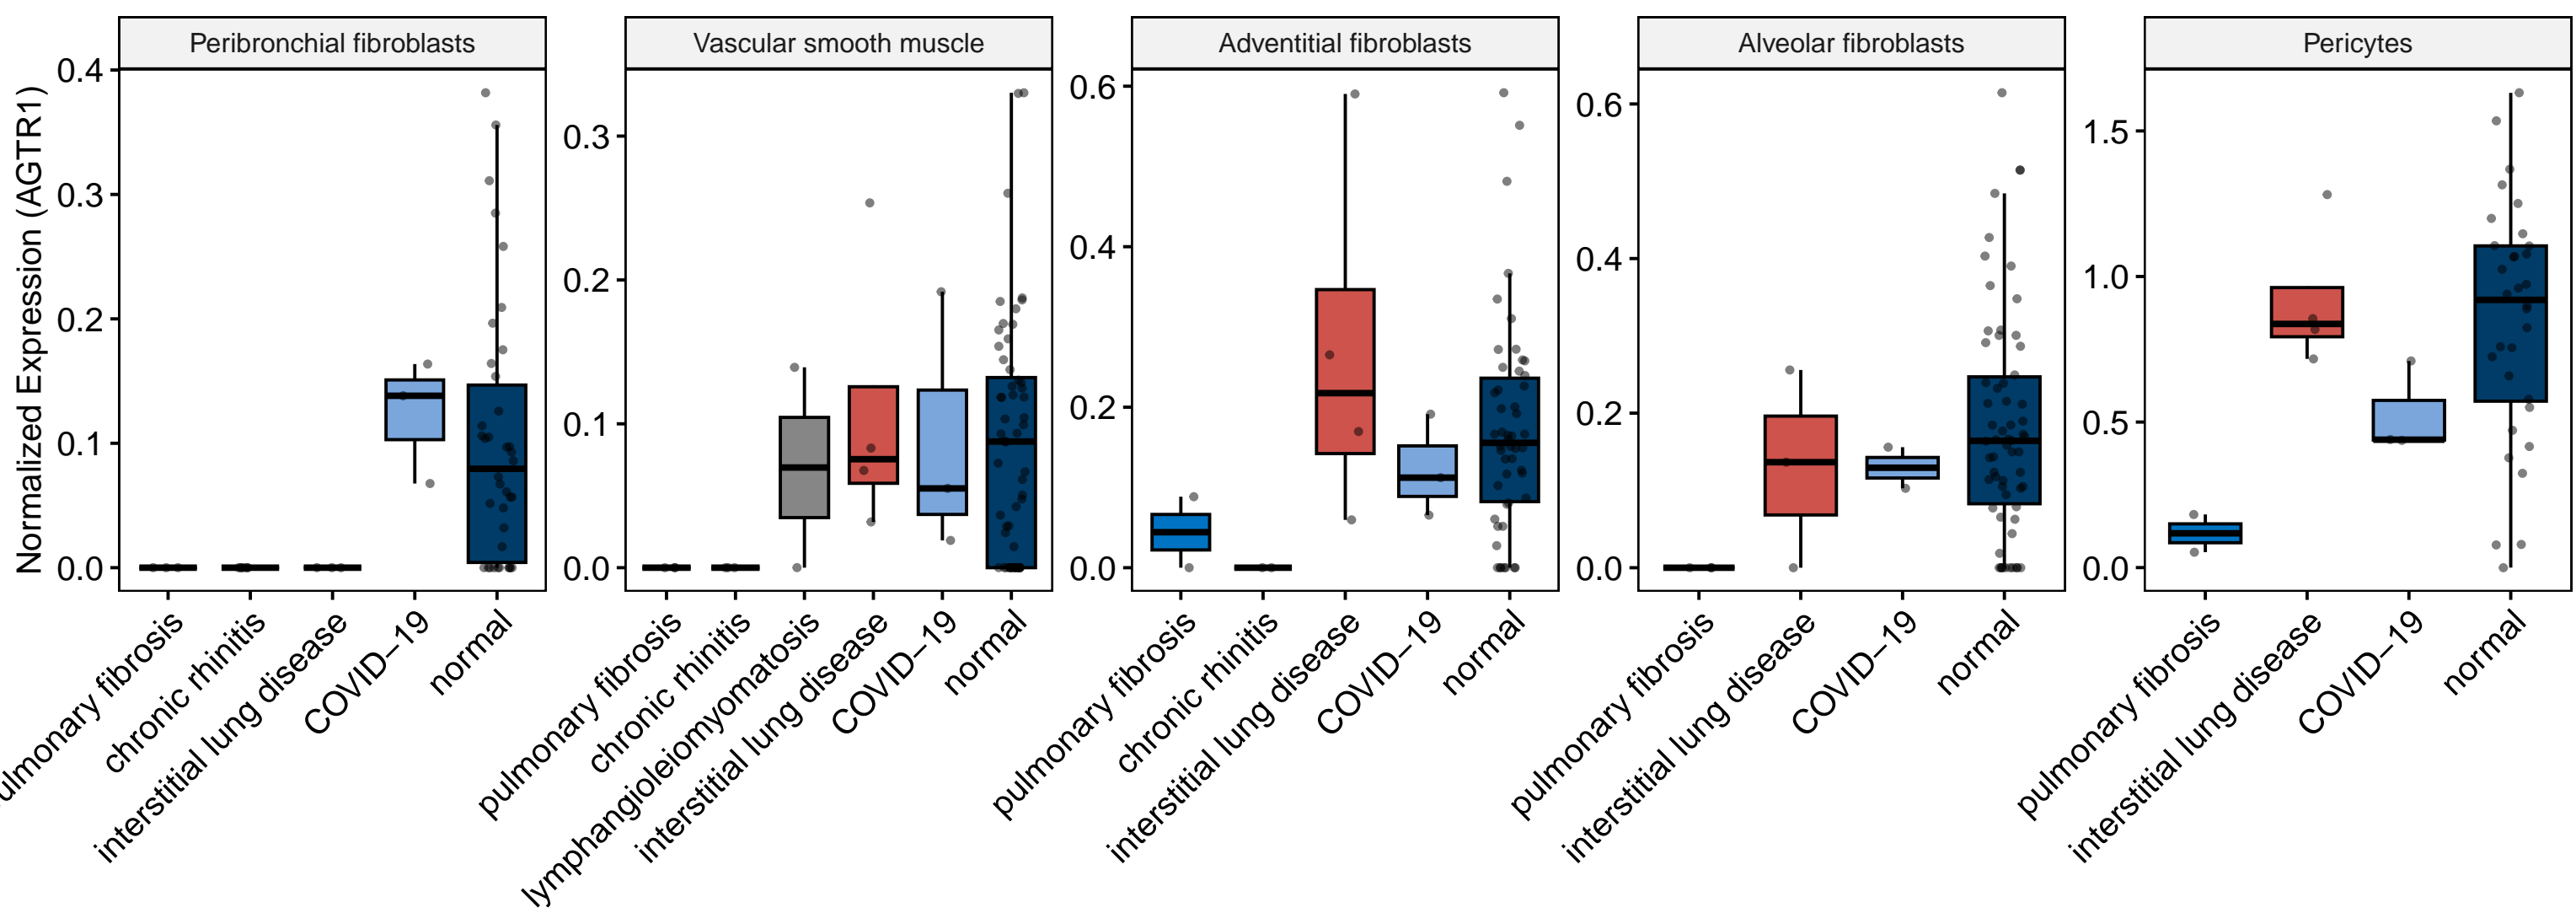 Peribronchial fibroblasts
Vascular smooth muscle
Adventitial fibroblasts
Alveolar fibroblasts
Pericytes
Normalized Expression (AGTR1)
0.4
0.3
0.2
0.1
0.0
0.3
0.2
0.1
0.0
0.6
0.4
0.2
0.0
0.6
0.4
0.2
0.0
1.5
1.0
0.5
0.0
ulmonary fibrosis
chronic rhinitis
interstitial lung disease
COVID−19
normal
pulmonary fibrosis
chronic rhinitis
lymphangioleiomyomatosis
interstitial lung disease
COVID−19
normal
pulmonary fibrosis
chronic rhinitis
interstitial lung disease
COVID−19
normal
pulmonary fibrosis
interstitial lung disease
COVID−19
normal
pulmonary fibrosis
interstitial lung disease
COVID−19
normal